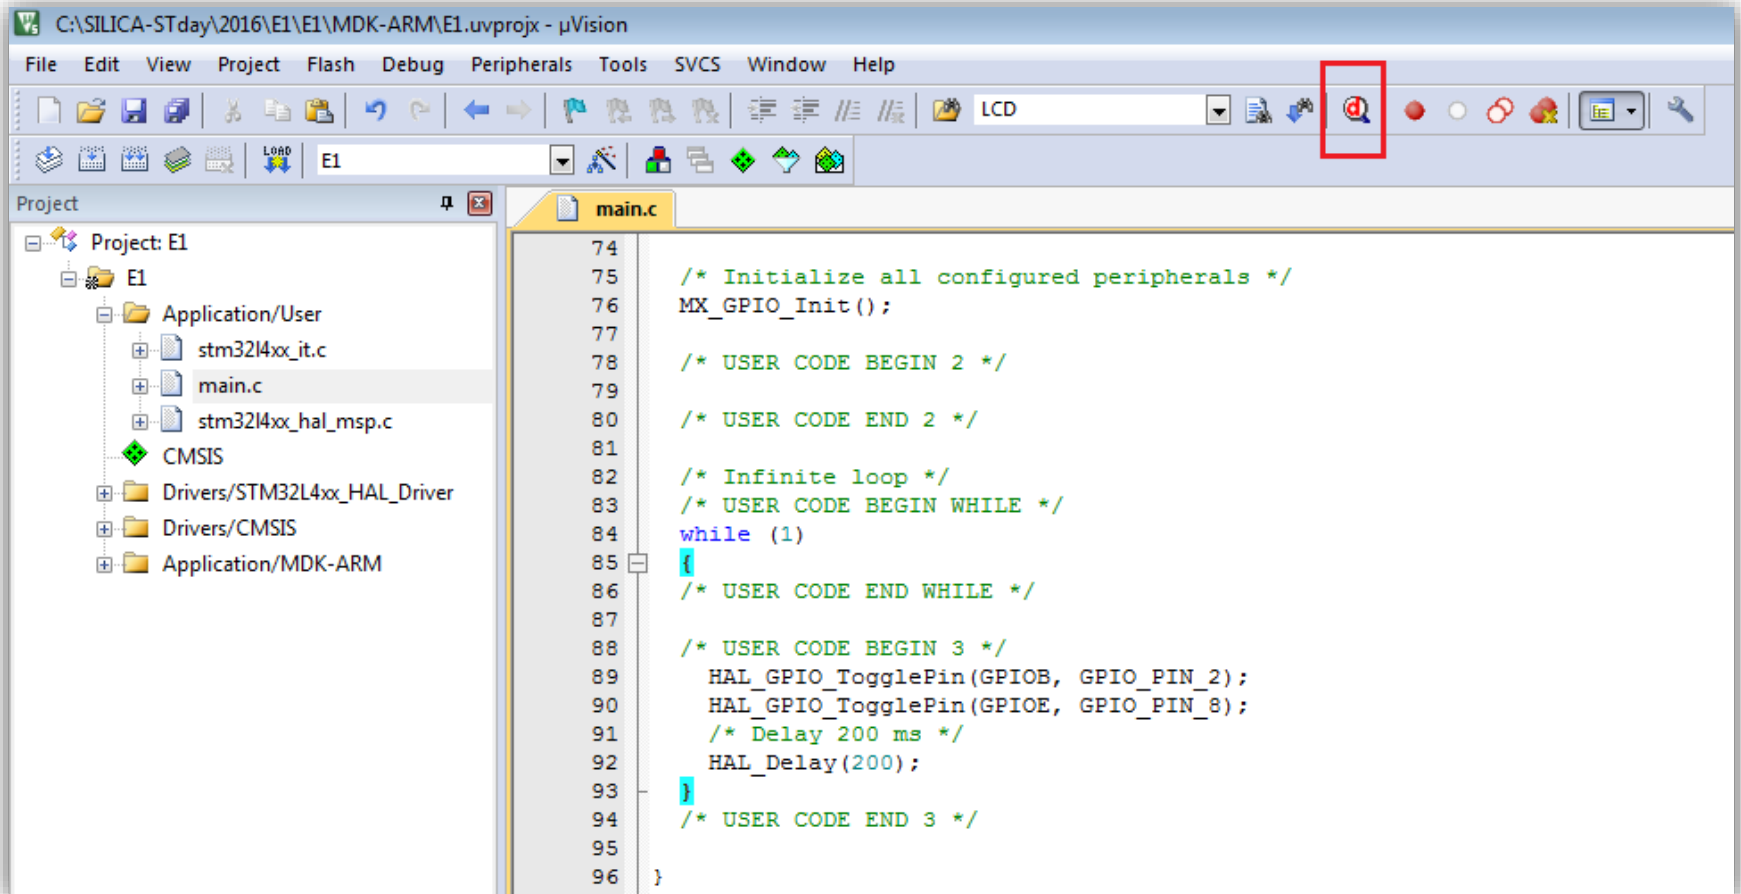 C:\SILICA-STday\2016\E1\E1\MDK-ARM\E1.uvprojx - µVision
File Edit View Project Flash Debug Peripherals Tools SVCS Window Help
LCD
LOAD E1
Project
main.c
Project: E1
E1
Application/User
stm32l4xx_it.c
main.c
stm32l4xx_hal_msp.c
CMSIS
Drivers/STM32L4xx_HAL_Driver
Drivers/CMSIS
Application/MDK-ARM
74
75 /* Initialize all configured peripherals */
76 MX_GPIO_Init();
77
78 /* USER CODE BEGIN 2 */
79
80 /* USER CODE END 2 */
81
82 /* Infinite loop */
83 /* USER CODE BEGIN WHILE */
84 while (1)
85 {
86 /* USER CODE END WHILE */
87
88 /* USER CODE BEGIN 3 */
89 HAL_GPIO_TogglePin(GPIOB, GPIO_PIN_2);
90 HAL_GPIO_TogglePin(GPIOE, GPIO_PIN_8);
91 /* Delay 200 ms */
92 HAL_Delay(200);
93 }
94 /* USER CODE END 3 */
95
96 }